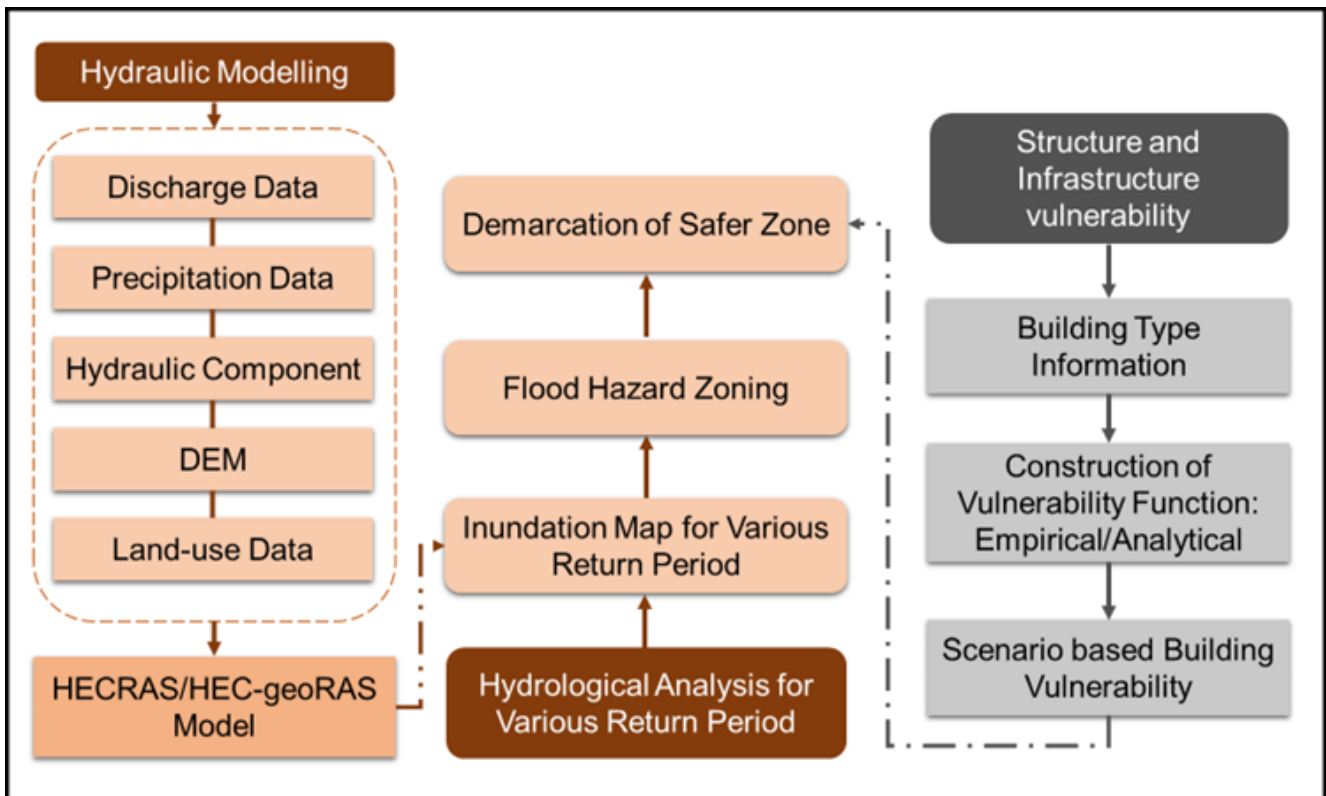 Hydraulic Modelling
Discharge Data
Precipitation Data
Hydraulic Component
DEM
Land-use Data
HECRAS/HEC-geoRAS
Model
Demarcation of Safer Zone
Flood Hazard Zoning
Inundation Map for Various
Return Period
Hydrological Analysis for
Various Return Period
Structure and
Infrastructure
vulnerability
Building Type
Information
Construction of
Vulnerability Function:
Empirical/Analytical
Scenario based Building
Vulnerability